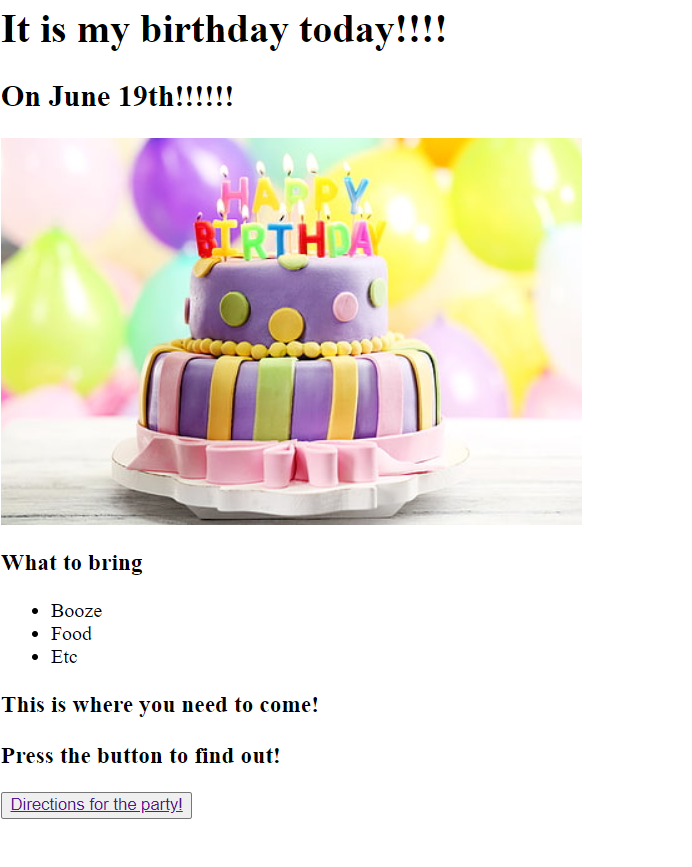 It is my birthday today!!!!
On June 19th!!!!!!
HAPPY
BIRTHDAY
What to bring
Booze
Food
Etc
This is where you need to come!
Press the button to find out!
Directions for the party!